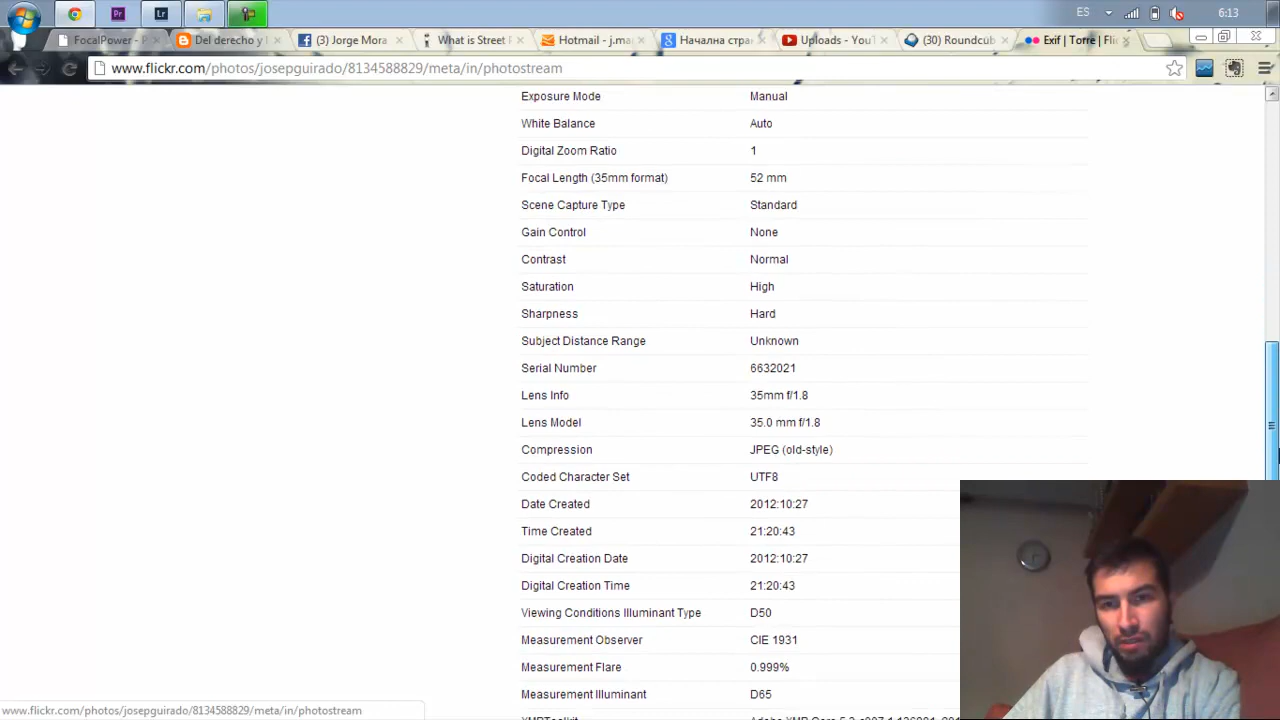 ES 6:13
FocalPower - P Del derecho y (3) Jorge Mora What is Street Hotmail - j.ma Начална стран Uploads - YouT (30) Roundcub Exif | Torre | Flic
www.flickr.com/photos/josepguirado/8134588829/meta/in/photostream
Exposure Mode Manual
White Balance Auto
Digital Zoom Ratio 1
Focal Length (35mm format) 52 mm
Scene Capture Type Standard
Gain Control None
Contrast Normal
Saturation High
Sharpness Hard
Subject Distance Range Unknown
Serial Number 6632021
Lens Info 35mm f/1.8
Lens Model 35.0 mm f/1.8
Compression JPEG (old-style)
Coded Character Set UTF8
Date Created 2012:10:27
Time Created 21:20:43
Digital Creation Date 2012:10:27
Digital Creation Time 21:20:43
Viewing Conditions Illuminant Type D50
Measurement Observer CIE 1931
Measurement Flare 0.999%
Measurement Illuminant D65
www.flickr.com/photos/josepguirado/8134588829/meta/in/photostream